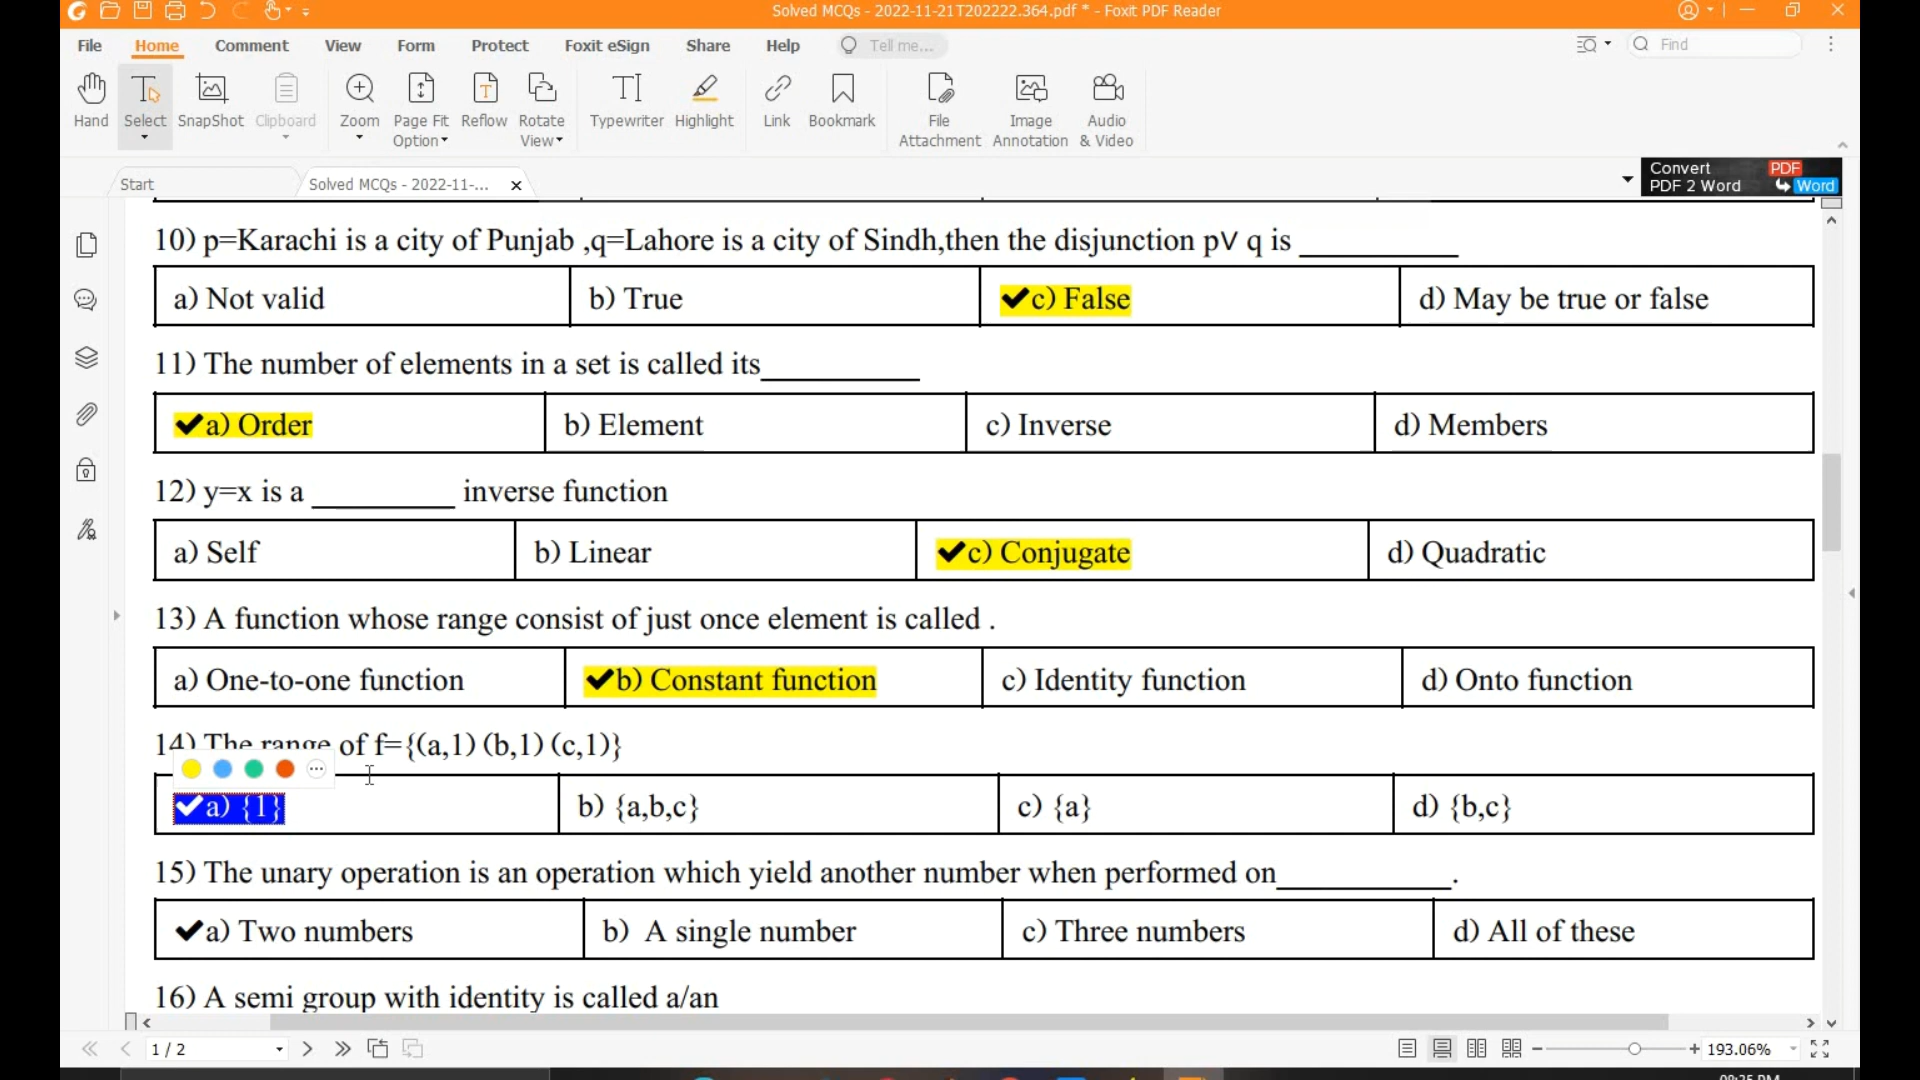 Solved MCQs - 2022-11-21T202222.364.pdf * - Foxit PDF Reader
File Home Comment View Form Protect Foxit eSign Share Help Tell me... Find
Hand Select SnapShot Clipboard Zoom Page Fit Option Reflow Rotate View Typewriter Highlight Link Bookmark File Attachment Image Annotation Audio & Video
Start Solved MCQs - 2022-11-... Convert PDF 2 Word PDF Word
10) p=Karachi is a city of Punjab ,q=Lahore is a city of Sindh,then the disjunction p∨ q is __________
a) Not valid b) True ✔c) False d) May be true or false
11) The number of elements in a set is called its__________
✔a) Order b) Element c) Inverse d) Members
12) y=x is a _________ inverse function
a) Self b) Linear ✔c) Conjugate d) Quadratic
13) A function whose range consist of just once element is called .
a) One-to-one function ✔b) Constant function c) Identity function d) Onto function
14) The range of f={(a,1) (b,1) (c,1)}
✔a) {1} b) {a,b,c} c) {a} d) {b,c}
15) The unary operation is an operation which yield another number when performed on___________.
✔a) Two numbers b) A single number c) Three numbers d) All of these
16) A semi group with identity is called a/an
1 / 2 193.06%
08:25 PM